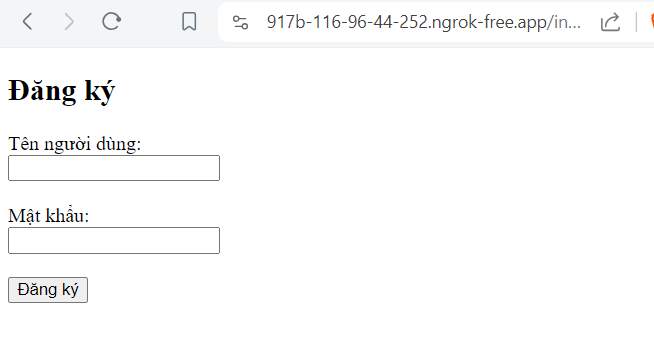 917b-116-96-44-252.ngrok-free.app/in...
Đăng ký
Tên người dùng:
Mật khẩu:
Đăng ký